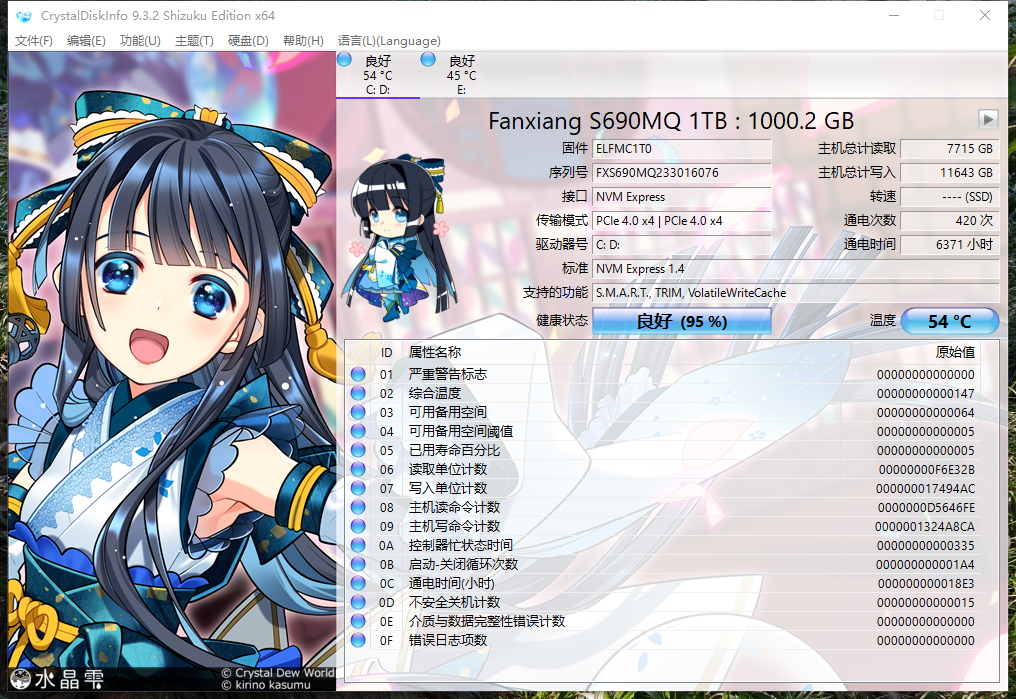 CrystalDiskInfo 9.3.2 Shizuku Edition x64
文件(F) 编辑(E) 功能(U) 主题(T) 硬盘(D) 帮助(H) 语言(L)(Language)
良好 良好
54 °C 45 °C
C: D: E:
Fanxiang S690MQ 1TB : 1000.2 GB
固件 ELFMC1T0 主机总计读取 7715 GB
序列号 FXS690MQ233016076 主机总计写入 11643 GB
接口 NVM Express 转速 ---- (SSD)
传输模式 PCIe 4.0 x4 | PCIe 4.0 x4 通电次数 420 次
驱动器号 C: D: 通电时间 6371 小时
标准 NVM Express 1.4
支持的功能 S.M.A.R.T., TRIM, VolatileWriteCache
健康状态 良好 (95 %) 温度 54 °C
ID 属性名称 原始值
01 严重警告标志 00000000000000
02 综合温度 00000000000147
03 可用备用空间 00000000000064
04 可用备用空间阈值 00000000000005
05 已用寿命百分比 00000000000005
06 读取单位计数 00000000F6E32B
07 写入单位计数 000000017494AC
08 主机读命令计数 0000000D5646FE
09 主机写命令计数 0000001324A8CA
0A 控制器忙状态时间 00000000000335
0B 启动-关闭循环次数 000000000001A4
0C 通电时间(小时) 000000000018E3
0D 不安全关机计数 00000000000015
0E 介质与数据完整性错误计数 00000000000000
0F 错误日志项数 00000000000000
水晶雫 © Crystal Dew World
© kirino kasumu